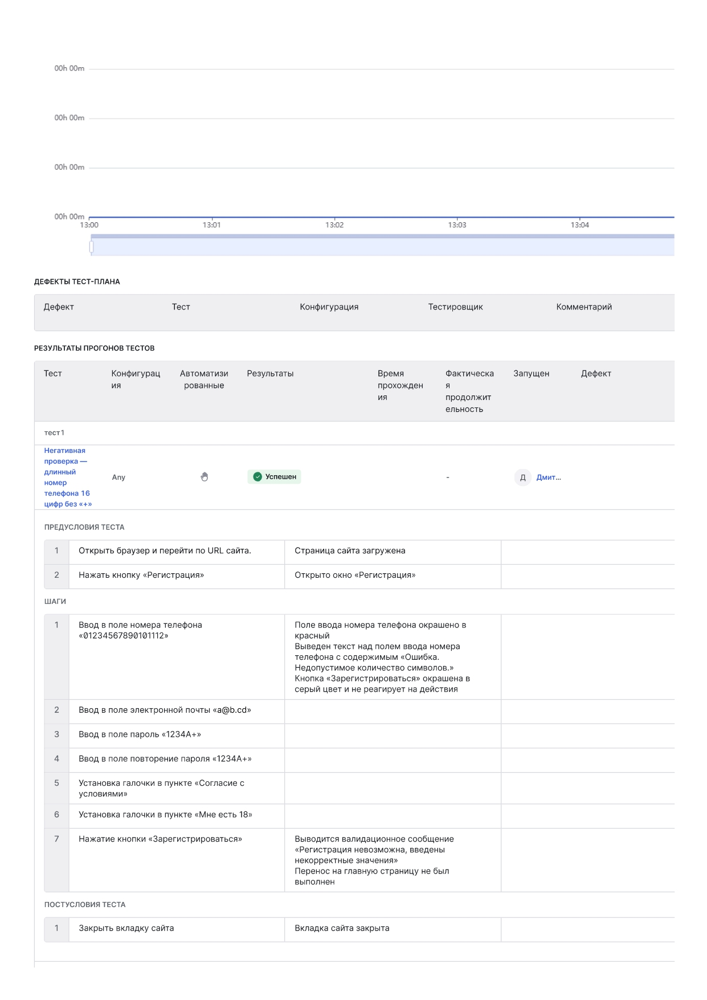 00h 00m
00h 00m
00h 00m
00h 00m
13:00 13:01 13:02 13:03 13:04
ДЕФЕКТЫ ТЕСТ-ПЛАНА
Дефект Тест Конфигурация Тестировщик Комментарий
РЕЗУЛЬТАТЫ ПРОГОНОВ ТЕСТОВ
Тест Конфигурац Автоматизи Результаты Время Фактическа Запущен Дефект
ия рованные прохожден я
ия продолжит
ельность
тест1
Негативная
проверка —
длинный
номер
телефона 16
цифр без «+»
Any Успешен - Д Дмит...
ПРЕДУСЛОВИЯ ТЕСТА
1 Открыть браузер и перейти по URL сайта. Страница сайта загружена
2 Нажать кнопку «Регистрация» Открыто окно «Регистрация»
ШАГИ
1 Ввод в поле номера телефона Поле ввода номера телефона окрашено в
«01234567890101112» красный
Выведен текст над полем ввода номера
телефона с содержимым «Ошибка.
Недопустимое количество символов.»
Кнопка «Зарегистрироваться» окрашена в
серый цвет и не реагирует на действия
2 Ввод в поле электронной почты «a@b.cd»
3 Ввод в поле пароль «1234A+»
4 Ввод в поле повторение пароля «1234A+»
5 Установка галочки в пункте «Согласие с
условиями»
6 Установка галочки в пункте «Мне есть 18»
7 Нажатие кнопки «Зарегистрироваться» Выводится валидационное сообщение
«Регистрация невозможна, введены
некорректные значения»
Перенос на главную страницу не был
выполнен
ПОСТУСЛОВИЯ ТЕСТА
1 Закрыть вкладку сайта Вкладка сайта закрыта